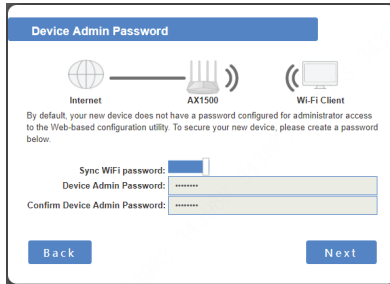 Device Admin Password
Internet AX1500 Wi-Fi Client
By default, your new device does not have a password configured for administrator access
to the Web-based configuration utility. To secure your new device, please create a password
below.
Sync WiFi password:
Device Admin Password: ••••••••
Confirm Device Admin Password: ••••••••
Back Next